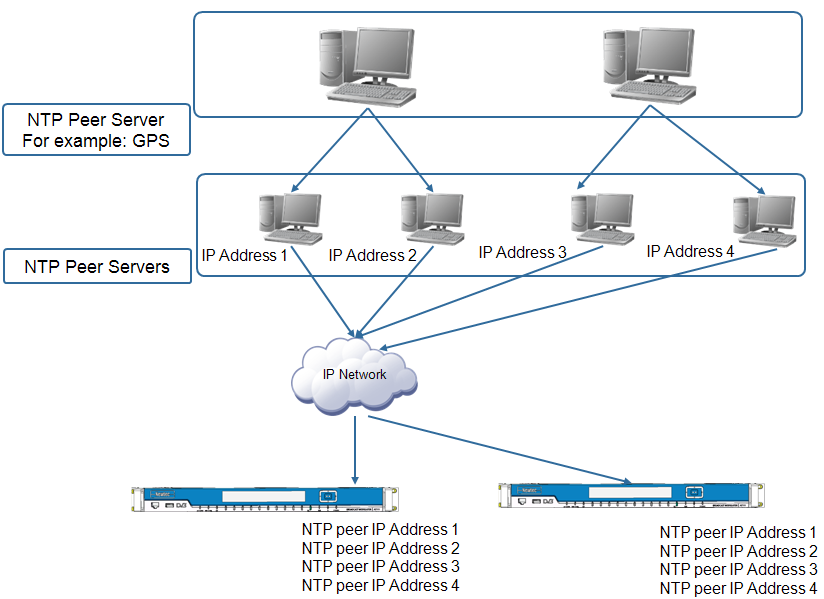 NTP Peer Server
For example: GPS
IP Address 1
IP Address 2
IP Address 3
IP Address 4
NTP Peer Servers
IP Network
NTP peer IP Address 1
NTP peer IP Address 2
NTP peer IP Address 3
NTP peer IP Address 4
NTP peer IP Address 1
NTP peer IP Address 2
NTP peer IP Address 3
NTP peer IP Address 4